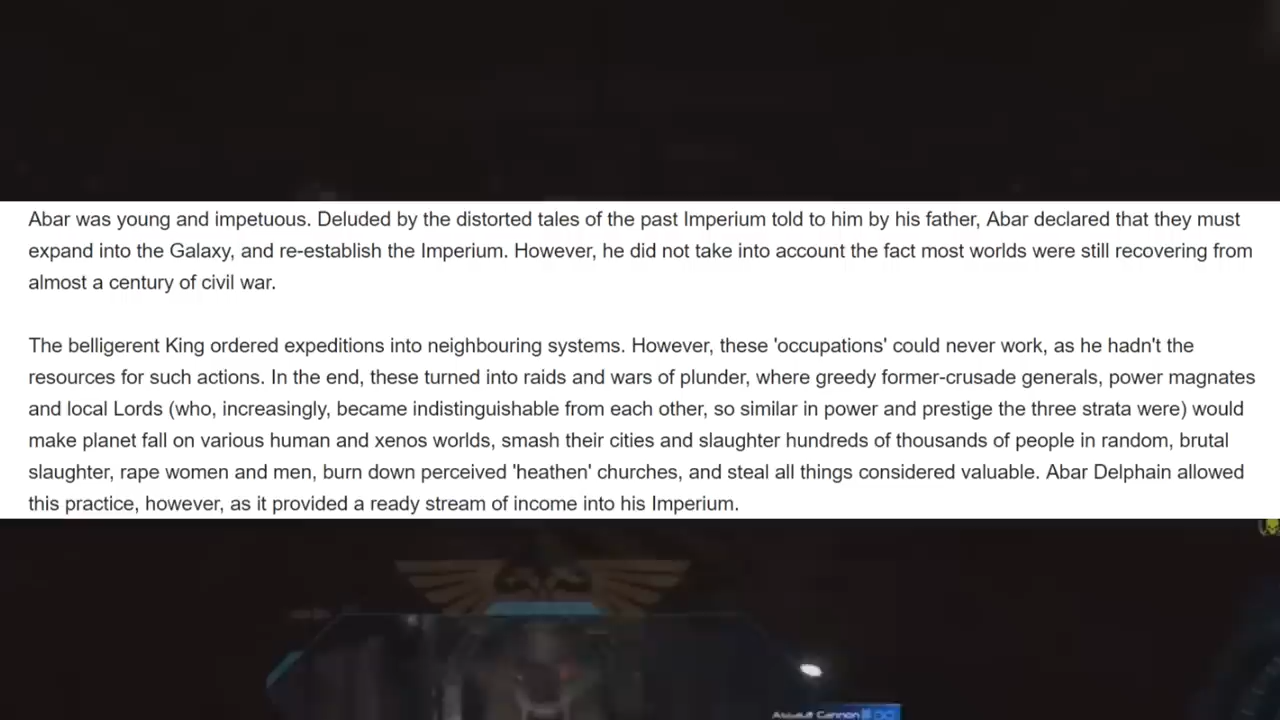 Abar was young and impetuous. Deluded by the distorted tales of the past Imperium told to him by his father, Abar declared that they must
expand into the Galaxy, and re-establish the Imperium. However, he did not take into account the fact most worlds were still recovering from
almost a century of civil war.
The belligerent King ordered expeditions into neighbouring systems. However, these 'occupations' could never work, as he hadn't the
resources for such actions. In the end, these turned into raids and wars of plunder, where greedy former-crusade generals, power magnates
and local Lords (who, increasingly, became indistinguishable from each other, so similar in power and prestige the three strata were) would
make planet fall on various human and xenos worlds, smash their cities and slaughter hundreds of thousands of people in random, brutal
slaughter, rape women and men, burn down perceived 'heathen' churches, and steal all things considered valuable. Abar Delphain allowed
this practice, however, as it provided a ready stream of income into his Imperium.
Assault Cannon